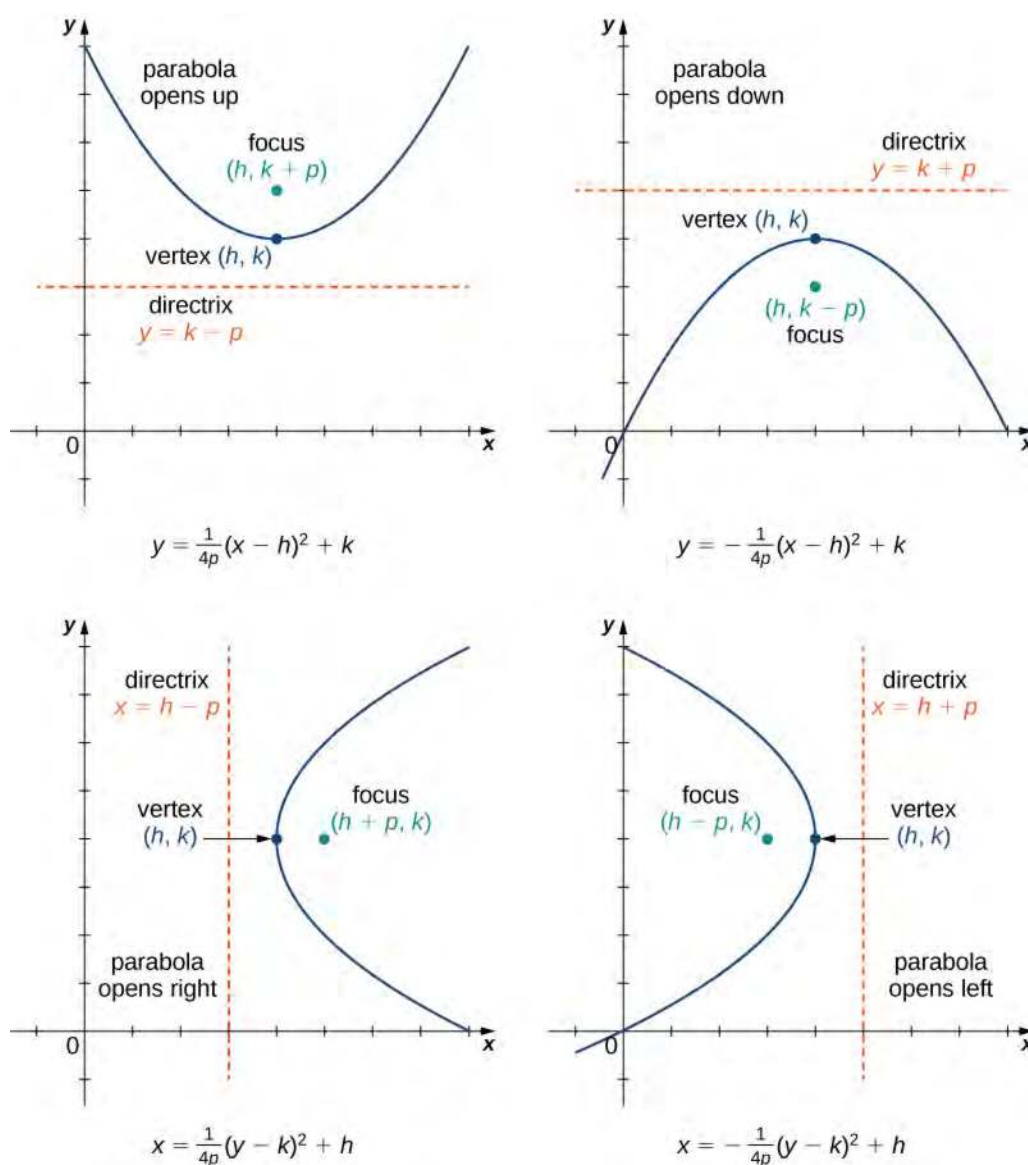 y
parabola
opens up
focus
(h, k + p)
vertex (h, k)
directrix
y = k − p
0
x
y = 1/4p (x − h)² + k
y
parabola
opens down
directrix
y = k + p
vertex (h, k)
(h, k − p)
focus
0
x
y = − 1/4p (x − h)² + k
y
directrix
x = h − p
vertex
(h, k)
focus
(h + p, k)
parabola
opens right
0
x
x = 1/4p (y − k)² + h
y
directrix
x = h + p
focus
(h − p, k)
vertex
(h, k)
parabola
opens left
0
x
x = − 1/4p (y − k)² + h